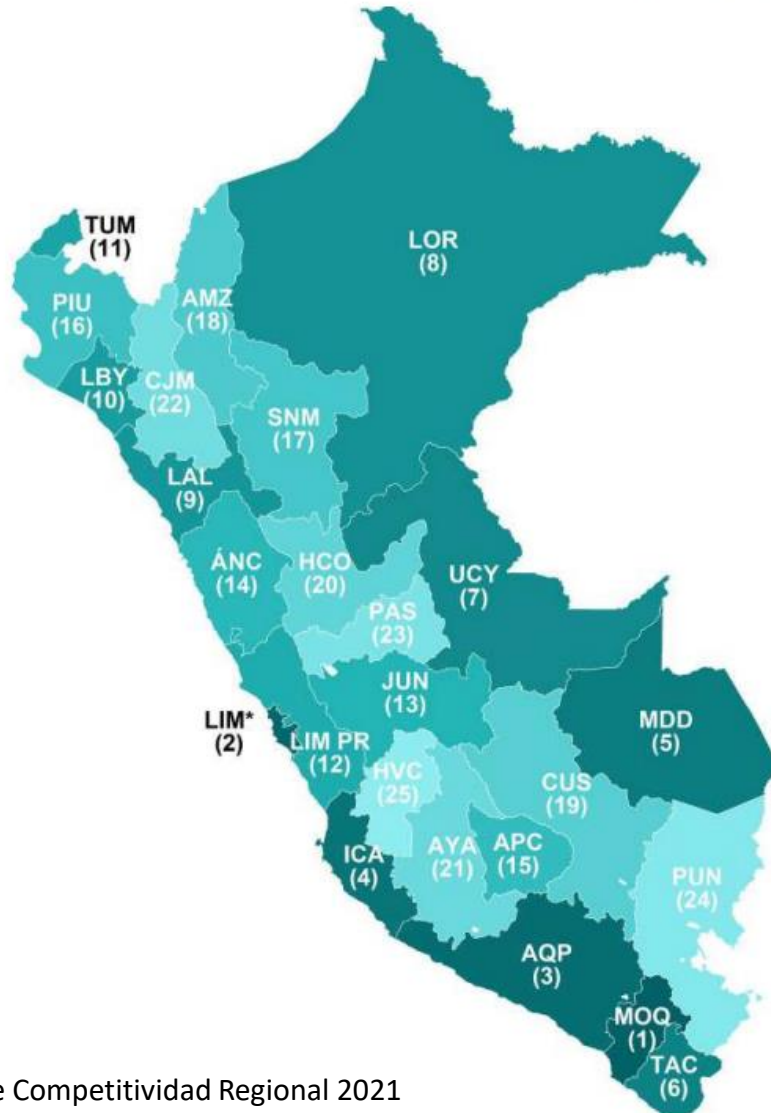 TUM
(11)
LOR
(8)
PIU
(16)
AMZ
(18)
LBY
(10)
CJM
(22)
SNM
(17)
LAL
(9)
ÁNC
(14)
HCO
(20)
UCY
(7)
PAS
(23)
JUN
(13)
LIM*
(2)
LIM PR
(12)
MDD
(5)
HVC
(25)
CUS
(19)
ICA
(4)
AYA
(21)
APC
(15)
PUN
(24)
AQP
(3)
MOQ
(1)
TAC
(6)
e Competitividad Regional 2021